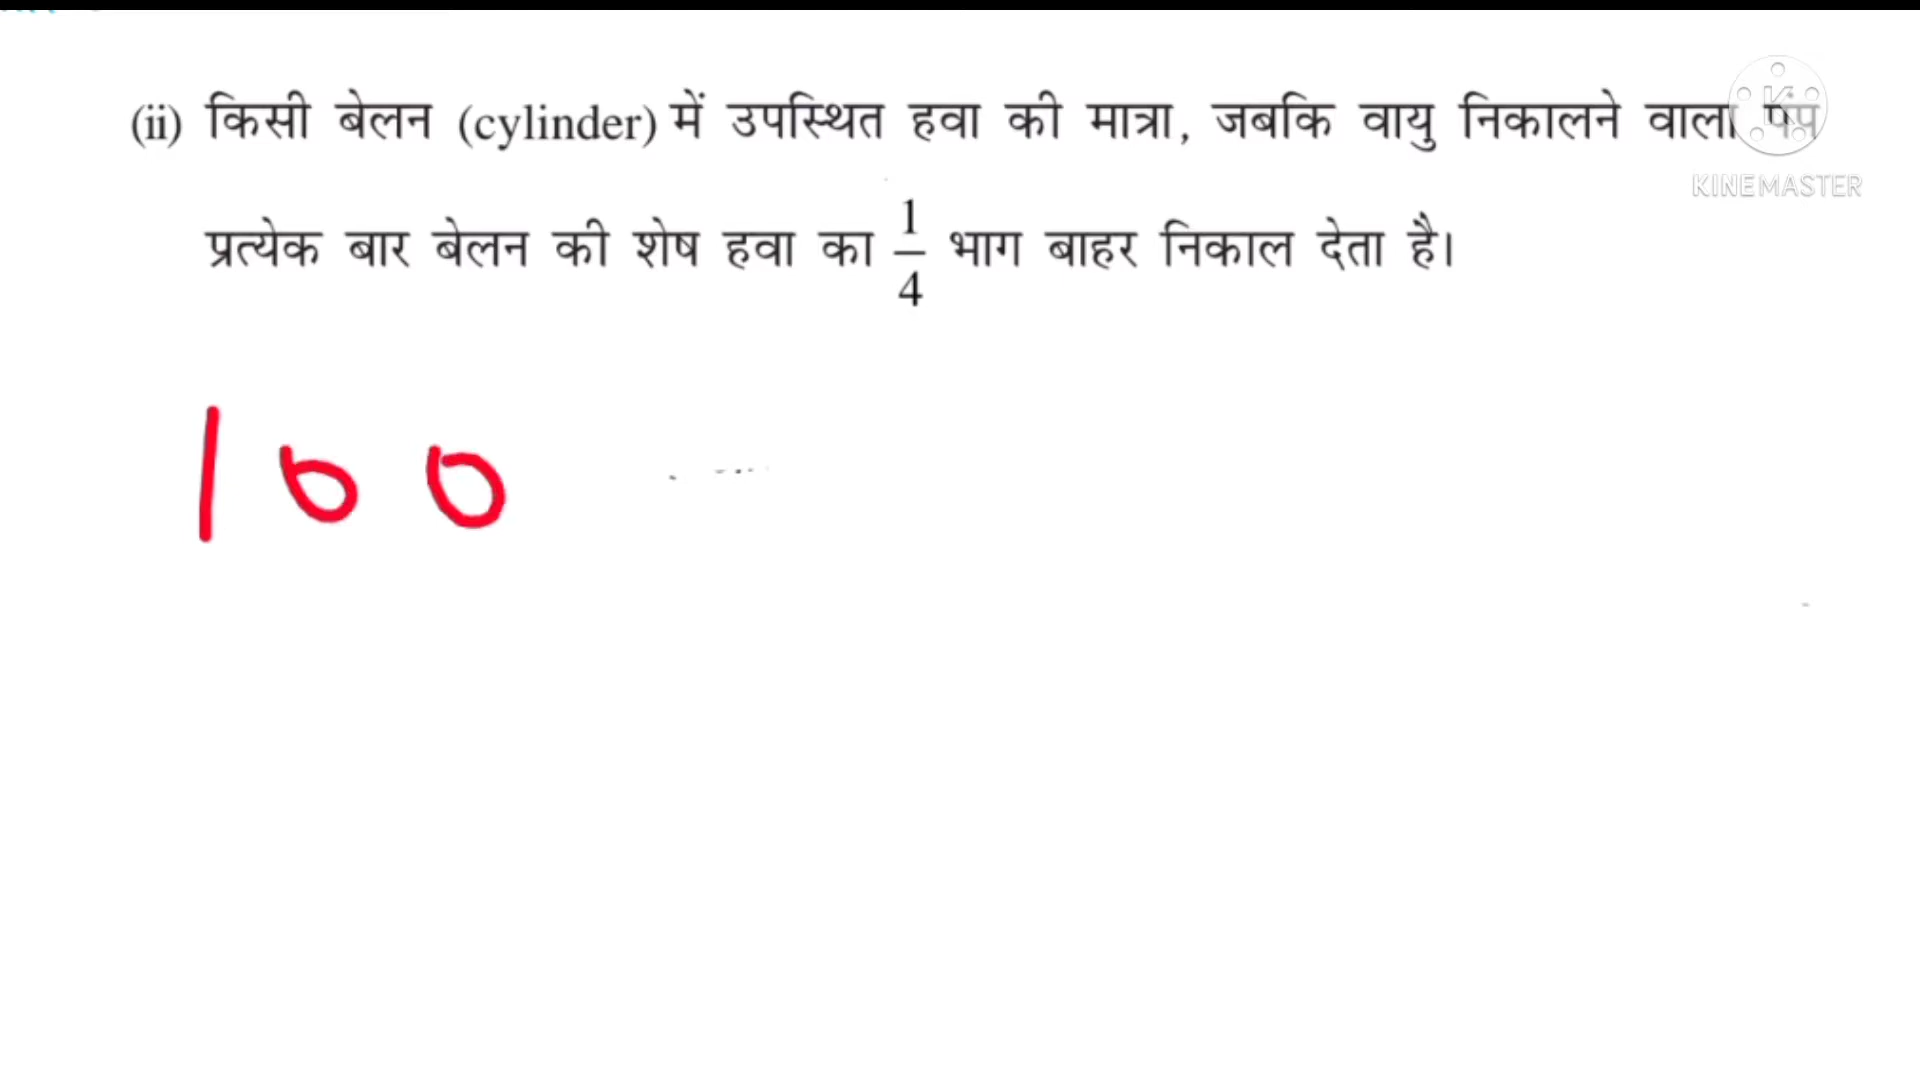 (ii) किसी बेलन (cylinder) में उपस्थित हवा की मात्रा, जबकि वायु निकालने वाला पंप
KINEMASTER
प्रत्येक बार बेलन की शेष हवा का 1/4 भाग बाहर निकाल देता है।
100